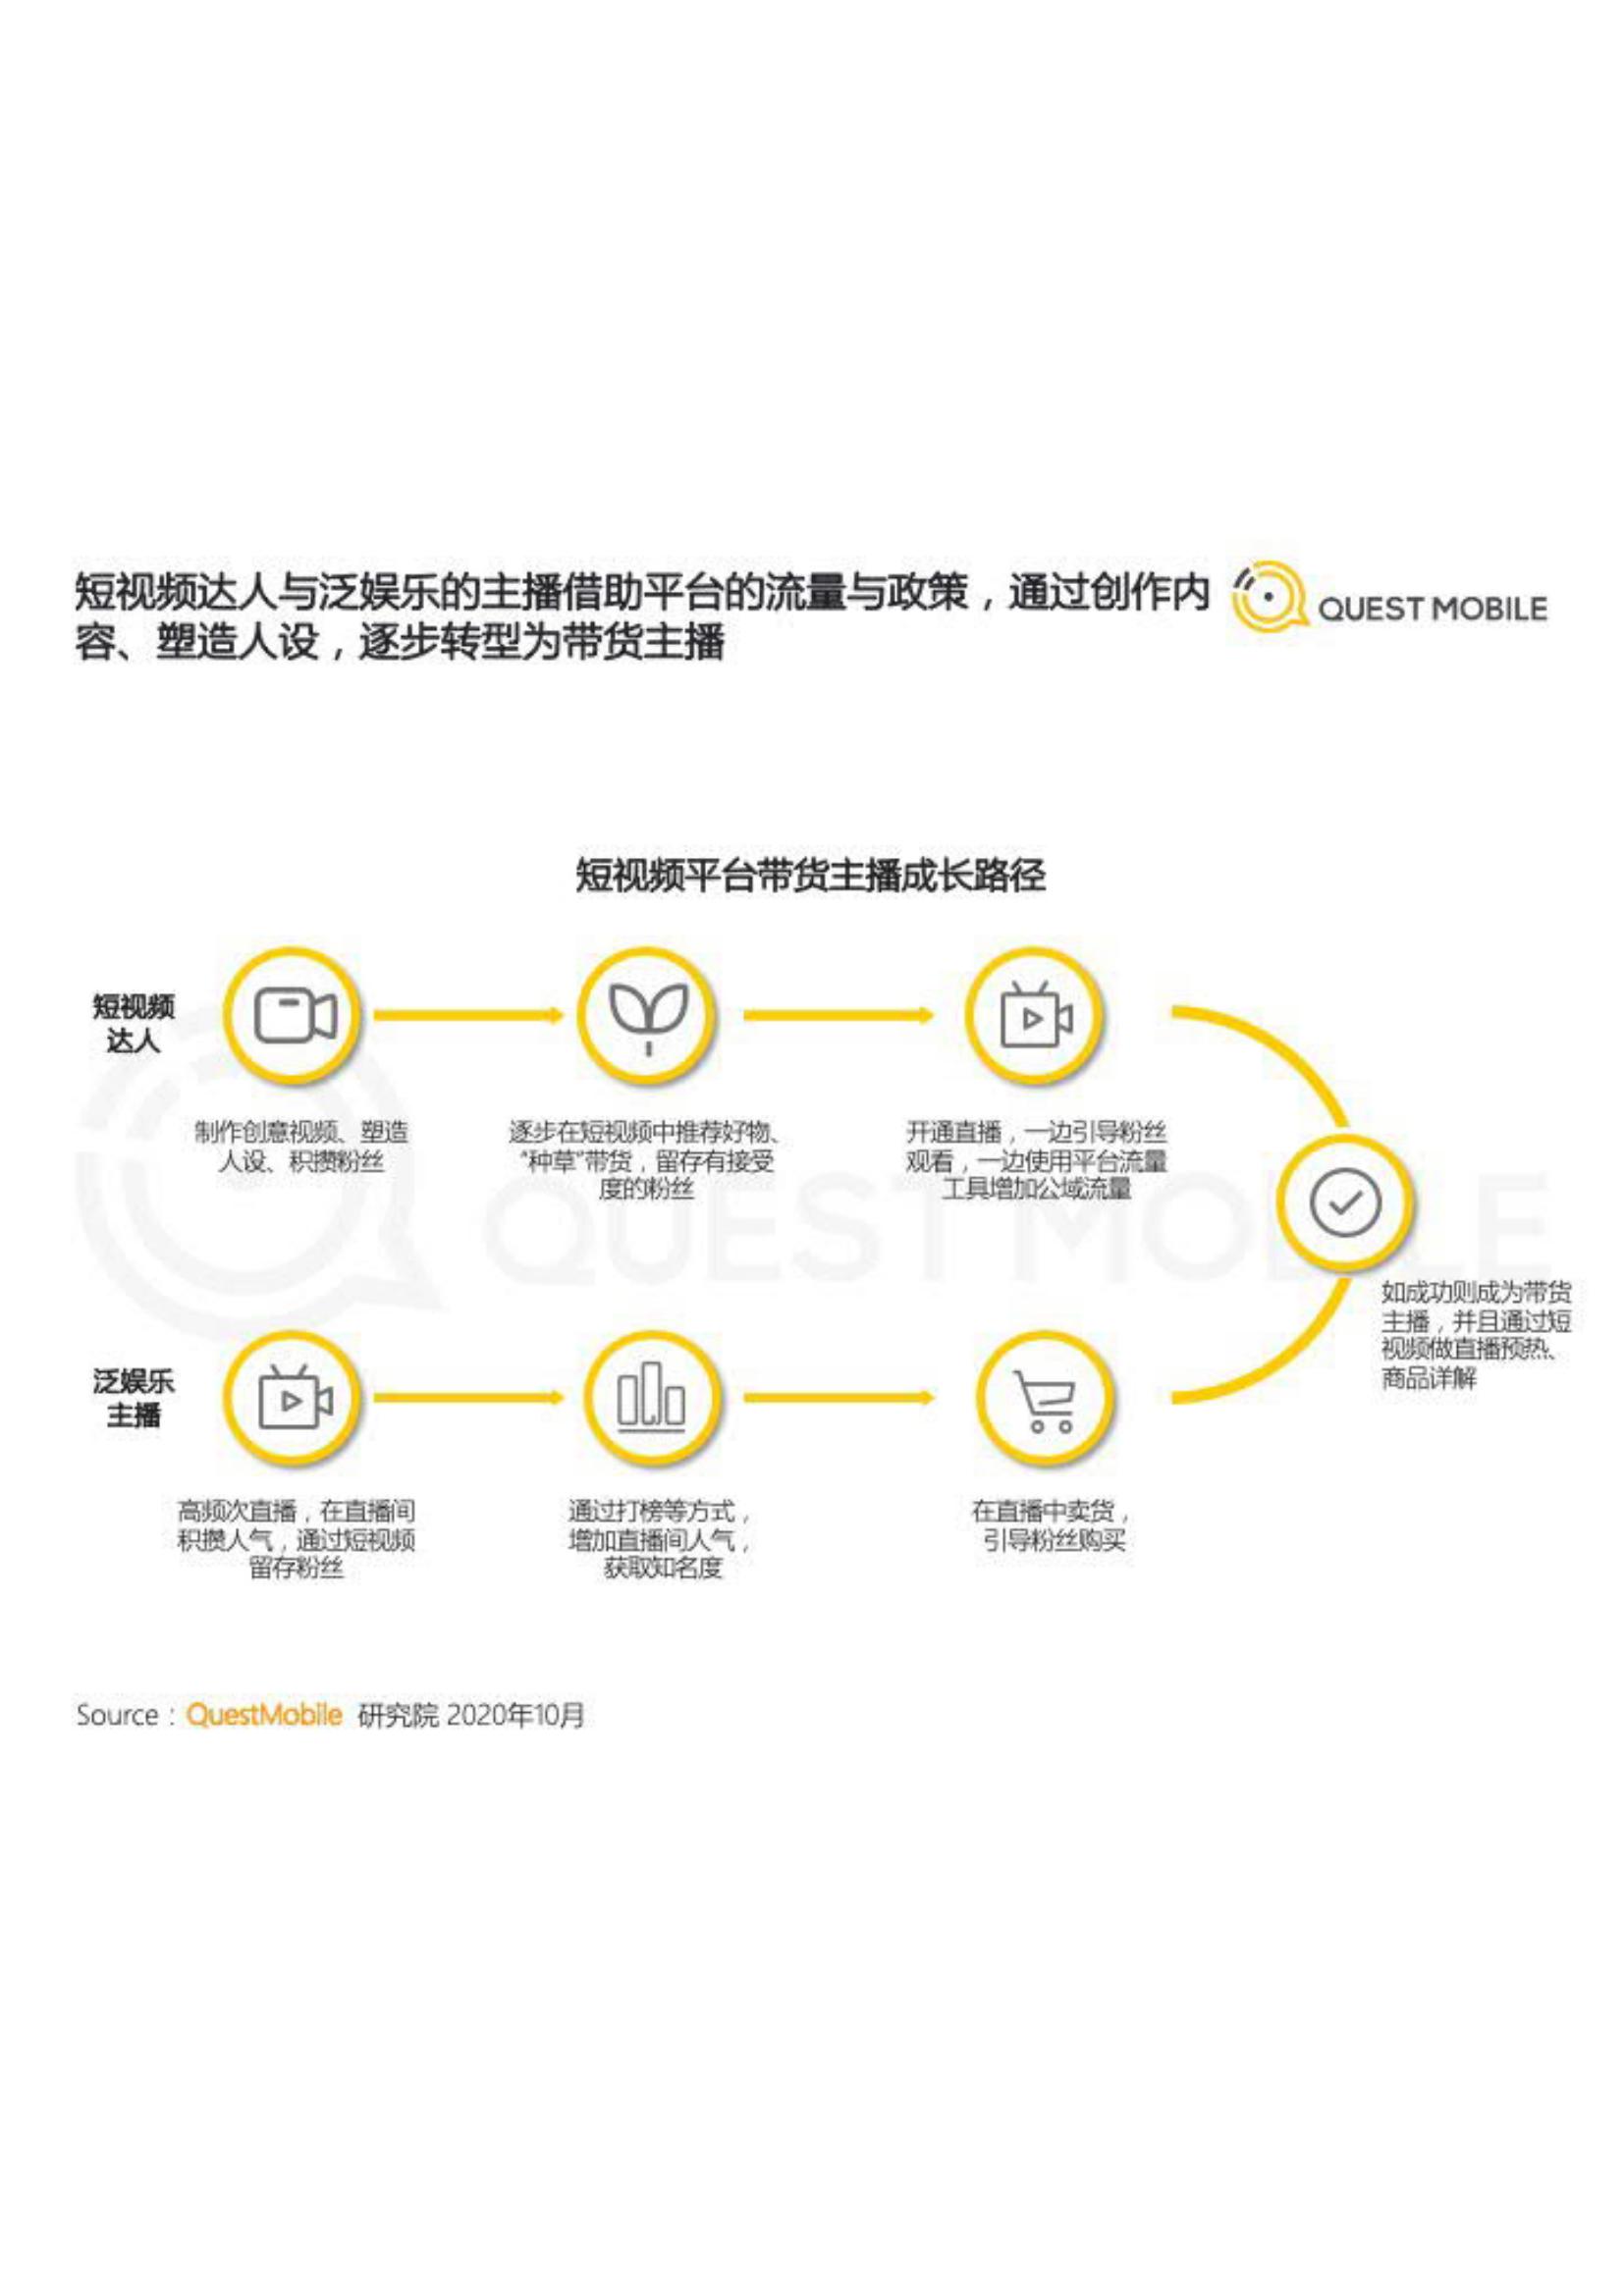 短视频达人与泛娱乐的主播借助平台的流量与政策，通过创作内
容、塑造人设，逐步转型为带货主播
QUEST MOBILE
短视频平台带货主播成长路径
短视频
达人
制作创意视频、塑造
人设、积攒粉丝
逐步在短视频中推荐好物、
“种草”带货，留存有接受
度的粉丝
开通直播，一边引导粉丝
观看，一边使用平台流量
工具增加公域流量
如成功则成为带货
主播，并且通过短
视频做直播预热、
商品详解
泛娱乐
主播
高频次直播，在直播间
积攒人气，通过短视频
留存粉丝
通过打榜等方式，
增加直播间人气，
获取知名度
在直播中卖货，
引导粉丝购买
QUEST MOBILE
Source：QuestMobile 研究院 2020年10月